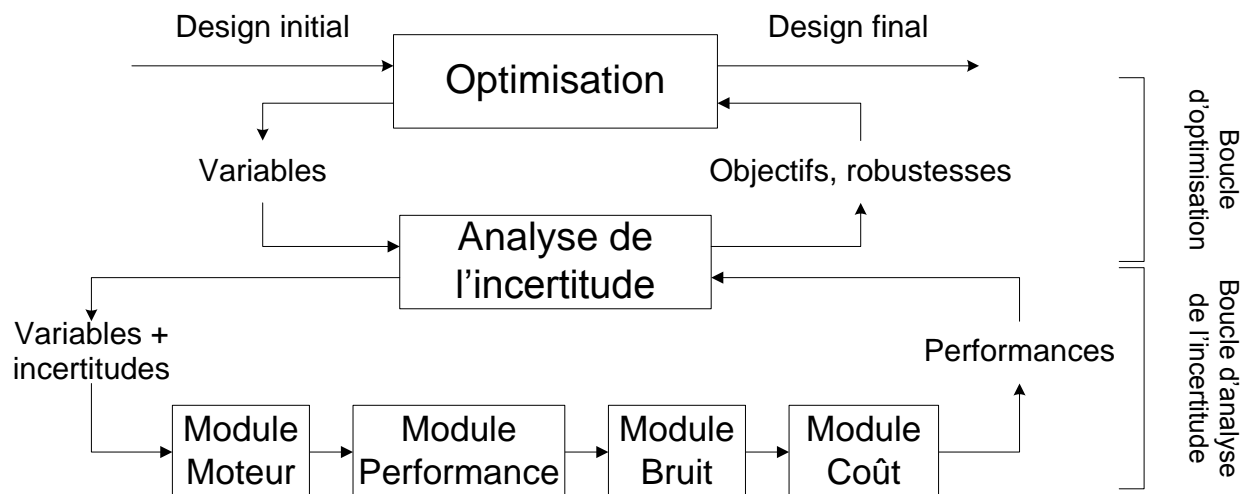 Design initial
Design final
Optimisation
Variables
Objectifs, robustesses
Boucle
d'optimisation
Analyse de
l'incertitude
Variables +
incertitudes
Performances
Boucle d'analyse
de l'incertitude
Module
Moteur
Module
Performance
Module
Bruit
Module
Coût